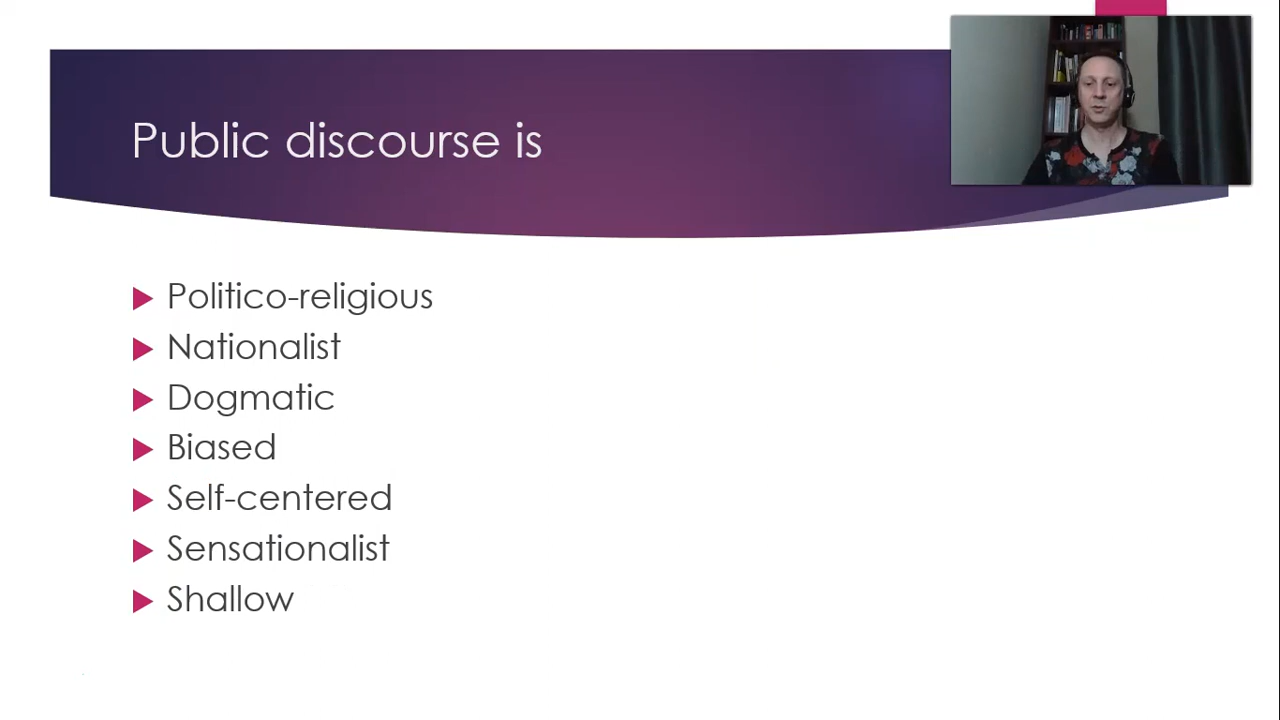 Public discourse is
Politico-religious
Nationalist
Dogmatic
Biased
Self-centered
Sensationalist
Shallow